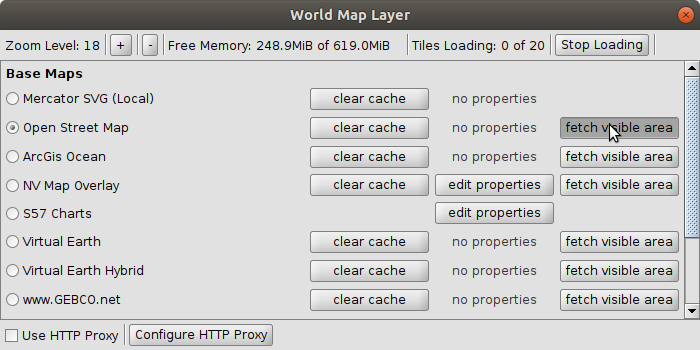 World Map Layer
Zoom Level: 18 + - Free Memory: 248.9MiB of 619.0MiB Tiles Loading: 0 of 20 Stop Loading
Base Maps
Mercator SVG (Local) clear cache no properties
Open Street Map clear cache no properties fetch visible area
ArcGis Ocean clear cache no properties fetch visible area
NV Map Overlay clear cache edit properties fetch visible area
S57 Charts edit properties
Virtual Earth clear cache no properties fetch visible area
Virtual Earth Hybrid clear cache no properties fetch visible area
www.GEBCO.net clear cache no properties fetch visible area
Use HTTP Proxy Configure HTTP Proxy